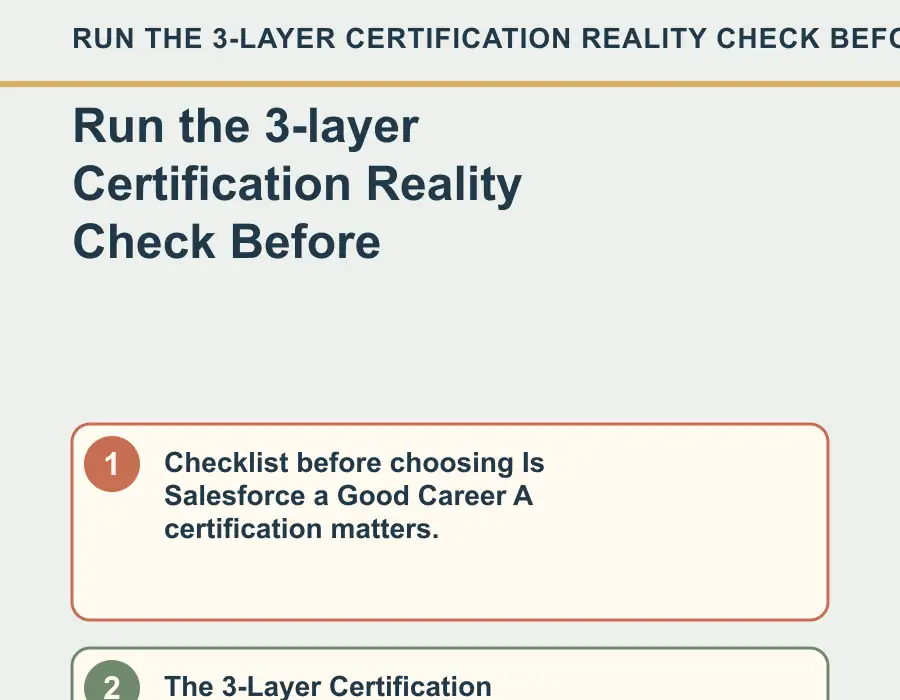 RUN THE 3-LAYER CERTIFICATION REALITY CHECK
Run the 3-layer
Certification Reality
Check Before
1
Checklist before choosing Is
Salesforce a Good Career A
certification matters.
2
The 3-Layer Certification